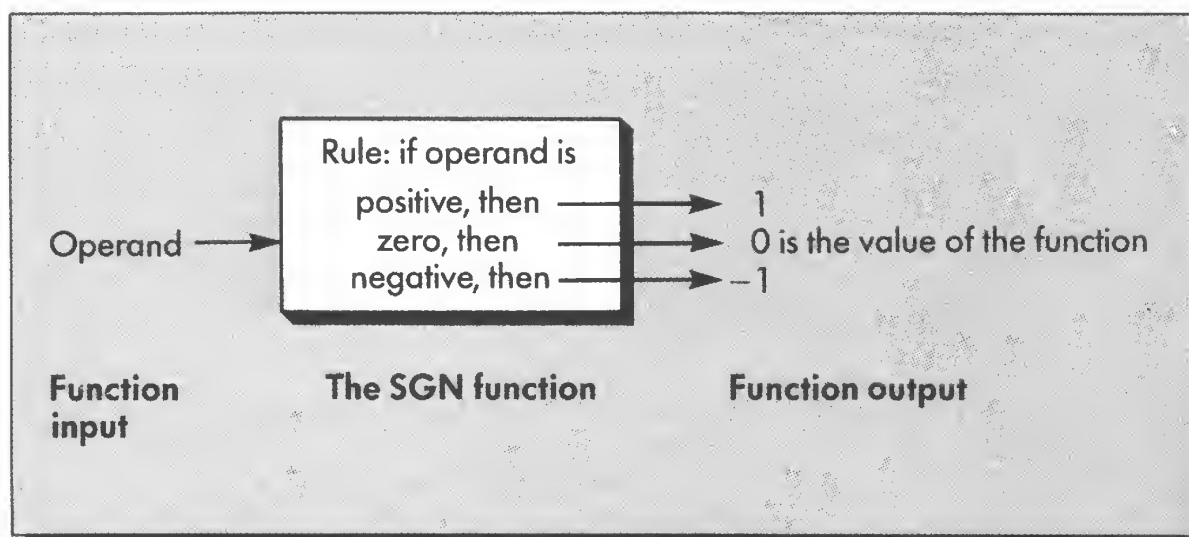 Rule: if operand is
positive, then 1
Operand zero, then 0 is the value of the function
negative, then –1
Function The SGN function Function output
input